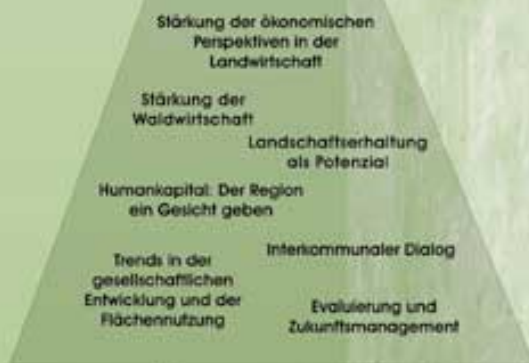 Stärkung der ökonomischen
Perspektiven in der
Landwirtschaft
Stärkung der
Waldwirtschaft
Landschaftserhaltung
als Potenzial
Humankapital: Der Region
ein Gesicht geben
Interkommunaler Dialog
Trends in der
gesellschaftlichen
Entwicklung und der
Flächennutzung
Evaluierung und
Zukunftsmanagement